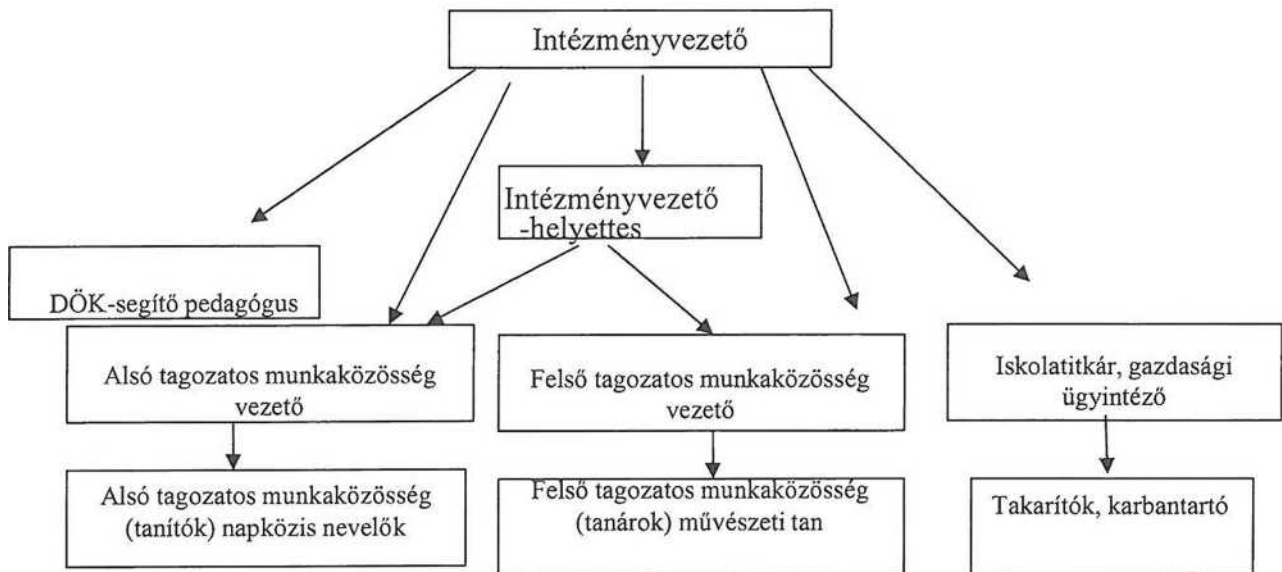 Intézményvezető
Intézményvezető
-helyettes
DÖK-segítő pedagógus
Alsó tagozatos munkaközösség
vezető
Felső tagozatos munkaközösség
vezető
Iskolatitkár, gazdasági
ügyintéző
Alsó tagozatos munkaközösség
(tanítók) napközis nevelők
Felső tagozatos munkaközösség
(tanárok) művészeti tan
Takarítók, karbantartó